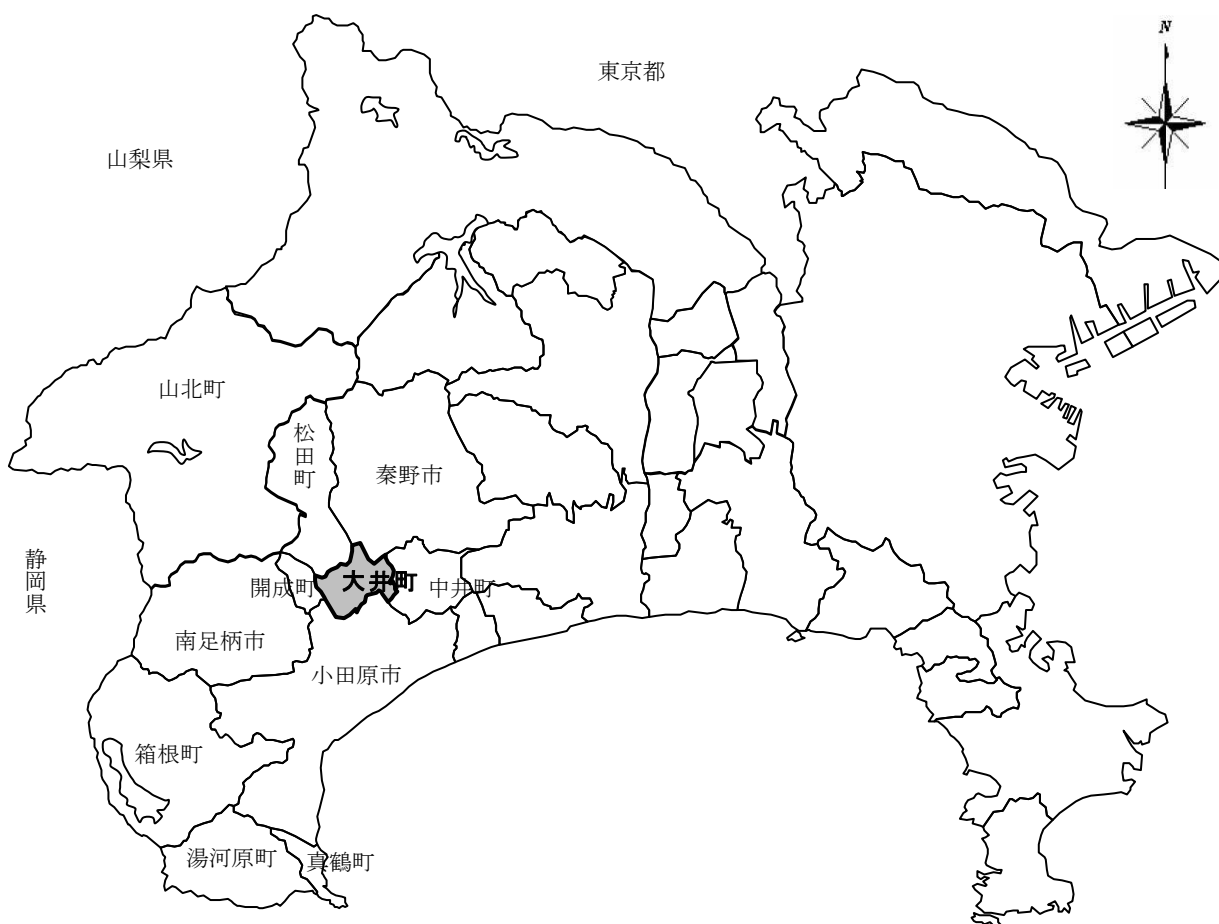 N
東京都
山梨県
山北町
松田町
秦野市
静岡県
開成町
大井町
中井町
南足柄市
小田原市
箱根町
湯河原町
真鶴町